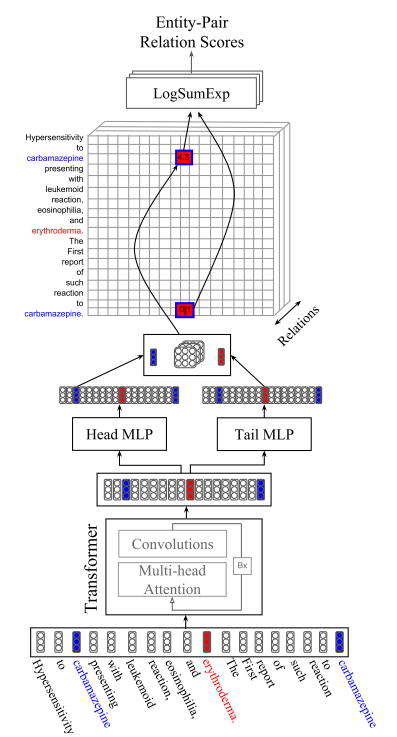 Entity-Pair
Relation Scores
LogSumExp
Hypersensitivity
to
carbamazepine
presenting
with
leukemoid
reaction,
eosinophilia,
and
erythroderma.
The
First
report
of
such
reaction
to
carbamazepine.
4.3
Relations
Head MLP
Tail MLP
Transformer
Convolutions
Multi-head
Attention
Bx
Hypersensitivity
to
carbamazepine
presenting
with
leukemoid
reaction,
eosinophilia,
and
erythroderma.
The
First
report
of
such
reaction
to
carbamazepine